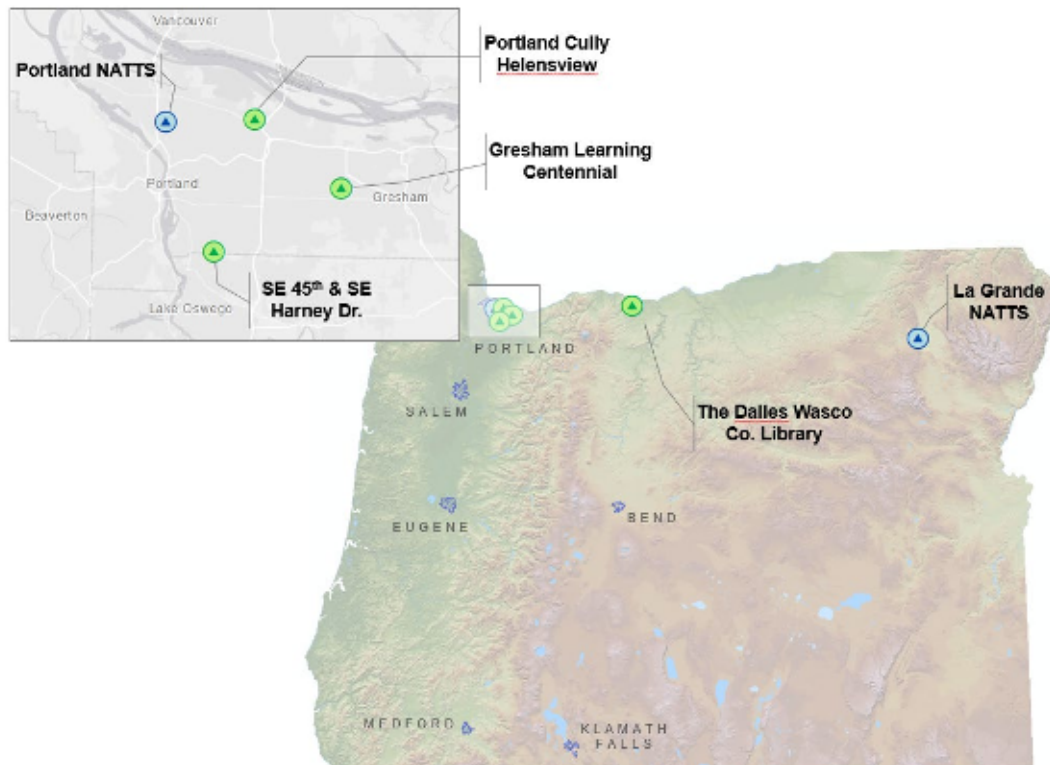 Vancouver
Portland NATTS
Portland Cully
Helensview
Gresham Learning
Centennial
Portland
Gresham
Beaverton
SE 45th & SE
Harney Dr.
Lake Oswego
La Grande
NATTS
PORTLAND
The Dalles Wasco
Co. Library
SALEM
EUGENE
BEND
MEDFORD
KLAMATH
FALLS